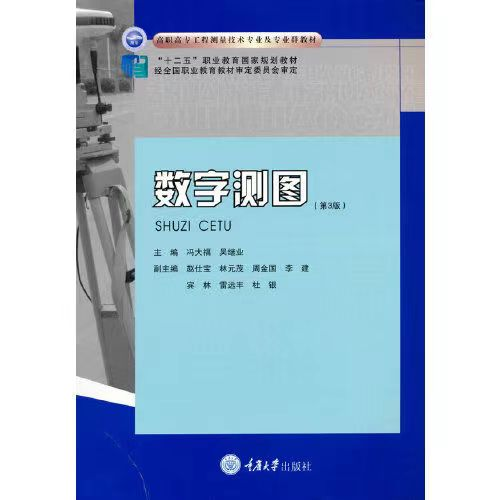 高职高专工程测量技术专业及专业群教材
“十二五”职业教育国家规划教材
经全国职业教育教材审定委员会审定
数字测图
(第3版)
SHUZI CETU
主 编 冯大福 吴继业
副主编 赵仕宝 林元茂 周金国 李 建
宾 林 雷远丰 杜 银
重庆大学出版社